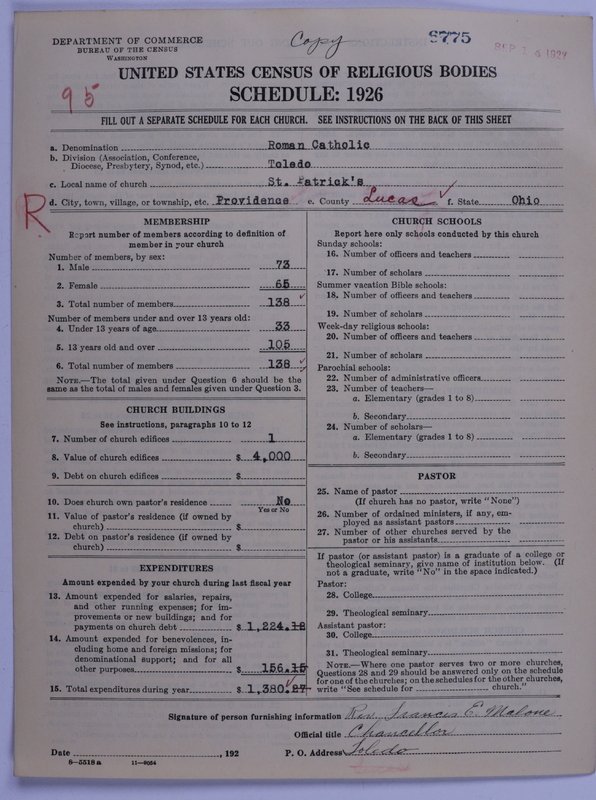 DEPARTMENT OF COMMERCE
BUREAU OF THE CENSUS
WASHINGTON
Copy
8775
SEP 1927
UNITED STATES CENSUS OF RELIGIOUS BODIES
SCHEDULE: 1926
95
FILL OUT A SEPARATE SCHEDULE FOR EACH CHURCH. SEE INSTRUCTIONS ON THE BACK OF THIS SHEET
a. Denomination Roman Catholic
b. Division (Association, Conference, Diocese, Presbytery, Synod, etc.) Toledo
c. Local name of church St. Patrick's
R
d. City, town, village, or township, etc. Providence e. County Lucas f. State Ohio
MEMBERSHIP
Report number of members according to definition of
member in your church
Number of members, by sex:
1. Male 73
2. Female 65
3. Total number of members 138
Number of members under and over 13 years old:
4. Under 13 years of age 33
5. 13 years old and over 105
6. Total number of members 138
NOTE.—The total given under Question 6 should be the
same as the total of males and females given under Question 3.
CHURCH BUILDINGS
See instructions, paragraphs 10 to 12
7. Number of church edifices 1
8. Value of church edifices $ 4,000
9. Debt on church edifices $
10. Does church own pastor's residence No
Yes or No
11. Value of pastor's residence (if owned by
church) $
12. Debt on pastor's residence (if owned by
church) $
EXPENDITURES
Amount expended by your church during last fiscal year
13. Amount expended for salaries, repairs,
and other running expenses; for im-
provements or new buildings; and for
payments on church debt $ 1,224.12
14. Amount expended for benevolences, in-
cluding home and foreign missions; for
denominational support; and for all
other purposes $ 156.15
15. Total expenditures during year $ 1,380.27
CHURCH SCHOOLS
Report here only schools conducted by this church
Sunday schools:
16. Number of officers and teachers
17. Number of scholars
Summer vacation Bible schools:
18. Number of officers and teachers
19. Number of scholars
Week-day religious schools:
20. Number of officers and teachers
21. Number of scholars
Parochial schools:
22. Number of administrative officers
23. Number of teachers—
a. Elementary (grades 1 to 8)
b. Secondary
24. Number of scholars—
a. Elementary (grades 1 to 8)
b. Secondary
PASTOR
25. Name of pastor
(If church has no pastor, write "None")
26. Number of ordained ministers, if any, em-
ployed as assistant pastors
27. Number of other churches served by the
pastor or his assistants
If pastor (or assistant pastor) is a graduate of a college or
theological seminary, give name of institution below. (If
not a graduate, write "No" in the space indicated.)
Pastor:
28. College
29. Theological seminary
Assistant pastor:
30. College
31. Theological seminary
NOTE.—Where one pastor serves two or more churches,
Questions 28 and 29 should be answered only on the schedule
for one of the churches; on the schedules for the other churches,
write "See schedule for church."
Signature of person furnishing information Rev. Francis E. Malone
Official title Chancellor
Date , 192 P. O. Address Toledo
8—5518 a 11—9034